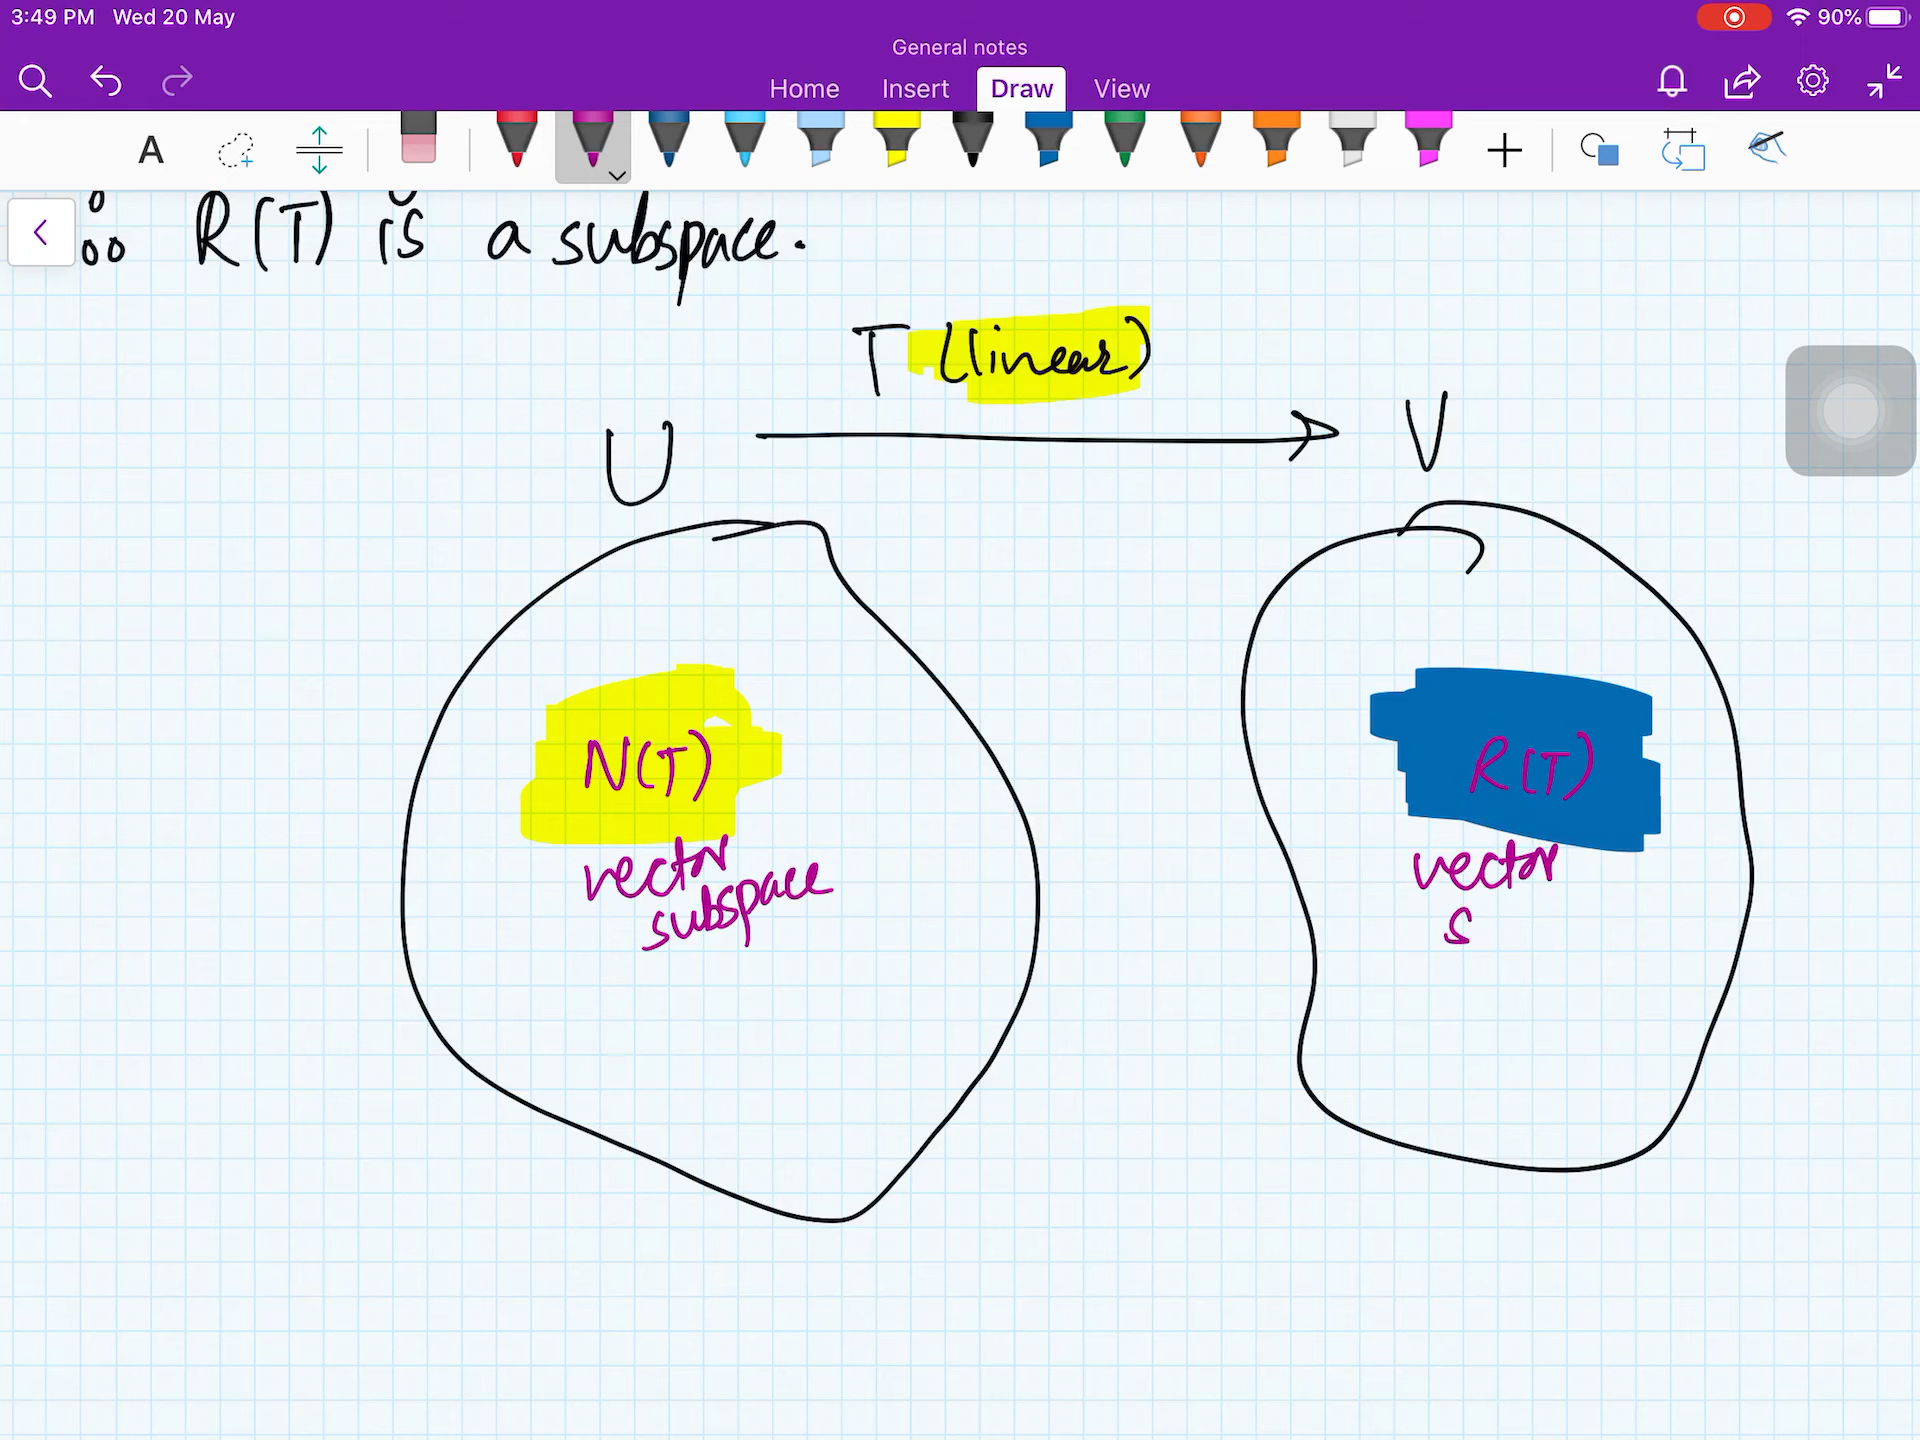 3:49 PM Wed 20 May 90%
General notes
Home Insert Draw View
A
R(T) is a subspace.
T (linear)
U V
N(T) R(T)
vector vector
subspace s